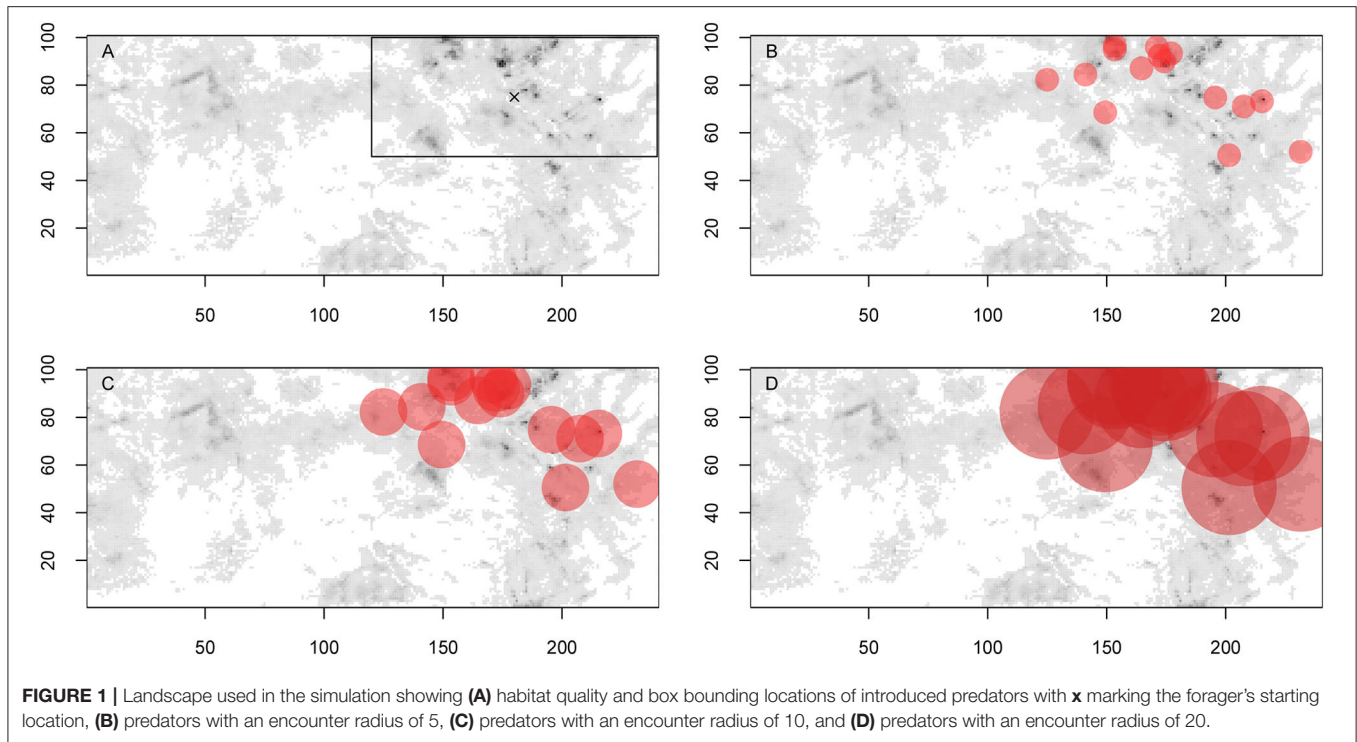 A
100
80
60
40
20
50 100 150 200
B
100
80
60
40
20
50 100 150 200
C
100
80
60
40
20
50 100 150 200
D
100
80
60
40
20
50 100 150 200
FIGURE 1 | Landscape used in the simulation showing (A) habitat quality and box bounding locations of introduced predators with x marking the forager's starting
location, (B) predators with an encounter radius of 5, (C) predators with an encounter radius of 10, and (D) predators with an encounter radius of 20.